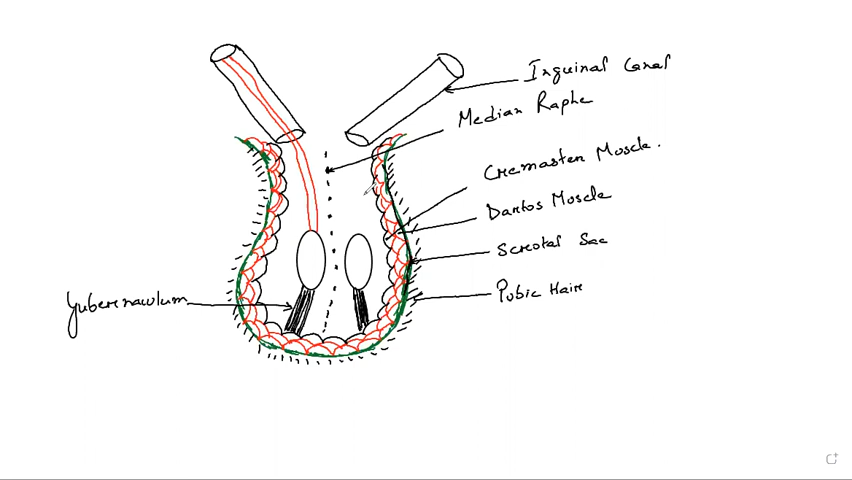 Inguinal Canal
Median Raphe
Cremaster Muscle.
Dartos Muscle
Scrotal Sac
Pubic Hair
Gubernaculum